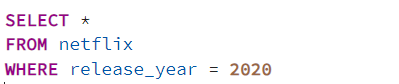 SELECT *
FROM netflix
WHERE release_year = 2020